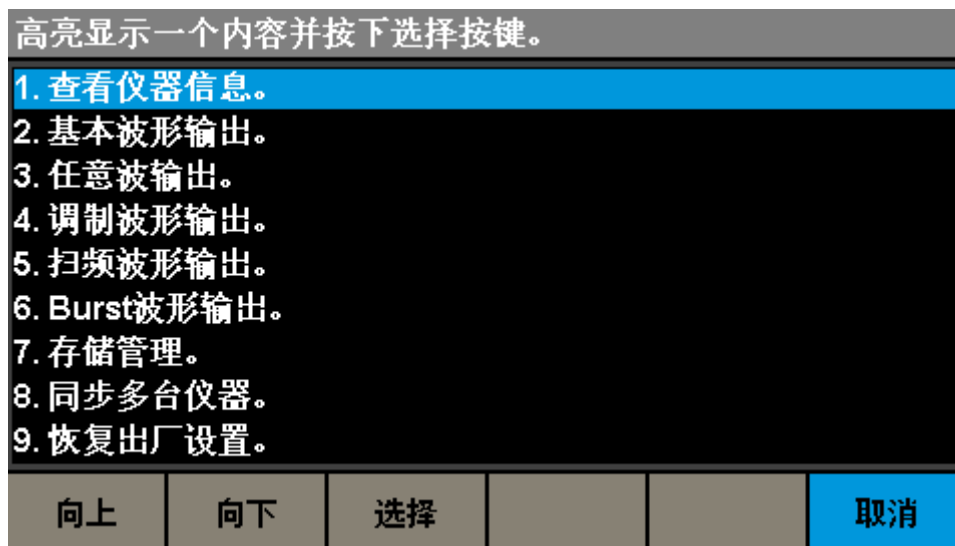 高亮显示一个内容并按下选择按键。
1. 查看仪器信息。
2. 基本波形输出。
3. 任意波输出。
4. 调制波形输出。
5. 扫频波形输出。
6. Burst波形输出。
7. 存储管理。
8. 同步多台仪器。
9. 恢复出厂设置。
向上 向下 选择 取消